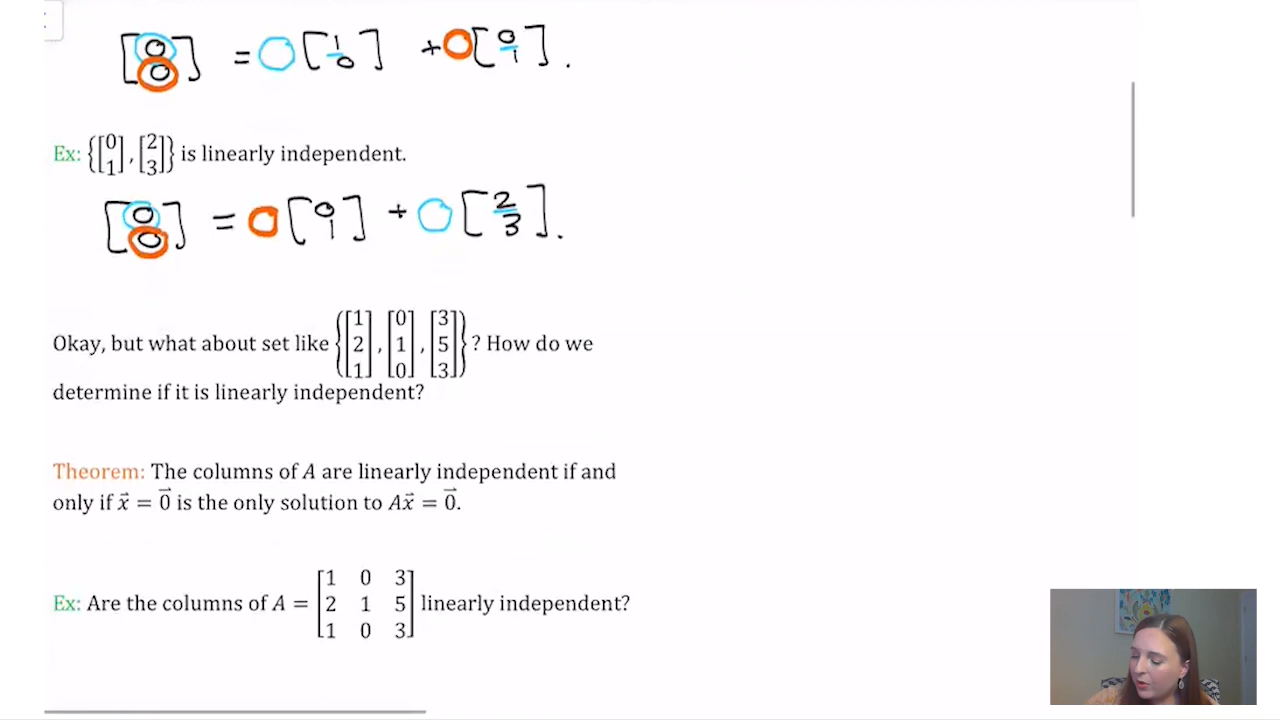 [0 0] = 0 [1 0] + 0 [0 1].
Ex: {[0 1], [2 3]} is linearly independent.
[0 0] = 0 [0 1] + 0 [2 3].
Okay, but what about set like {[1 2 1], [0 1 0], [3 5 3]}? How do we
determine if it is linearly independent?
Theorem: The columns of A are linearly independent if and
only if x⃗ = 0⃗ is the only solution to Ax⃗ = 0⃗.
1 0 3
Ex: Are the columns of A = [2 1 5] linearly independent?
1 0 3